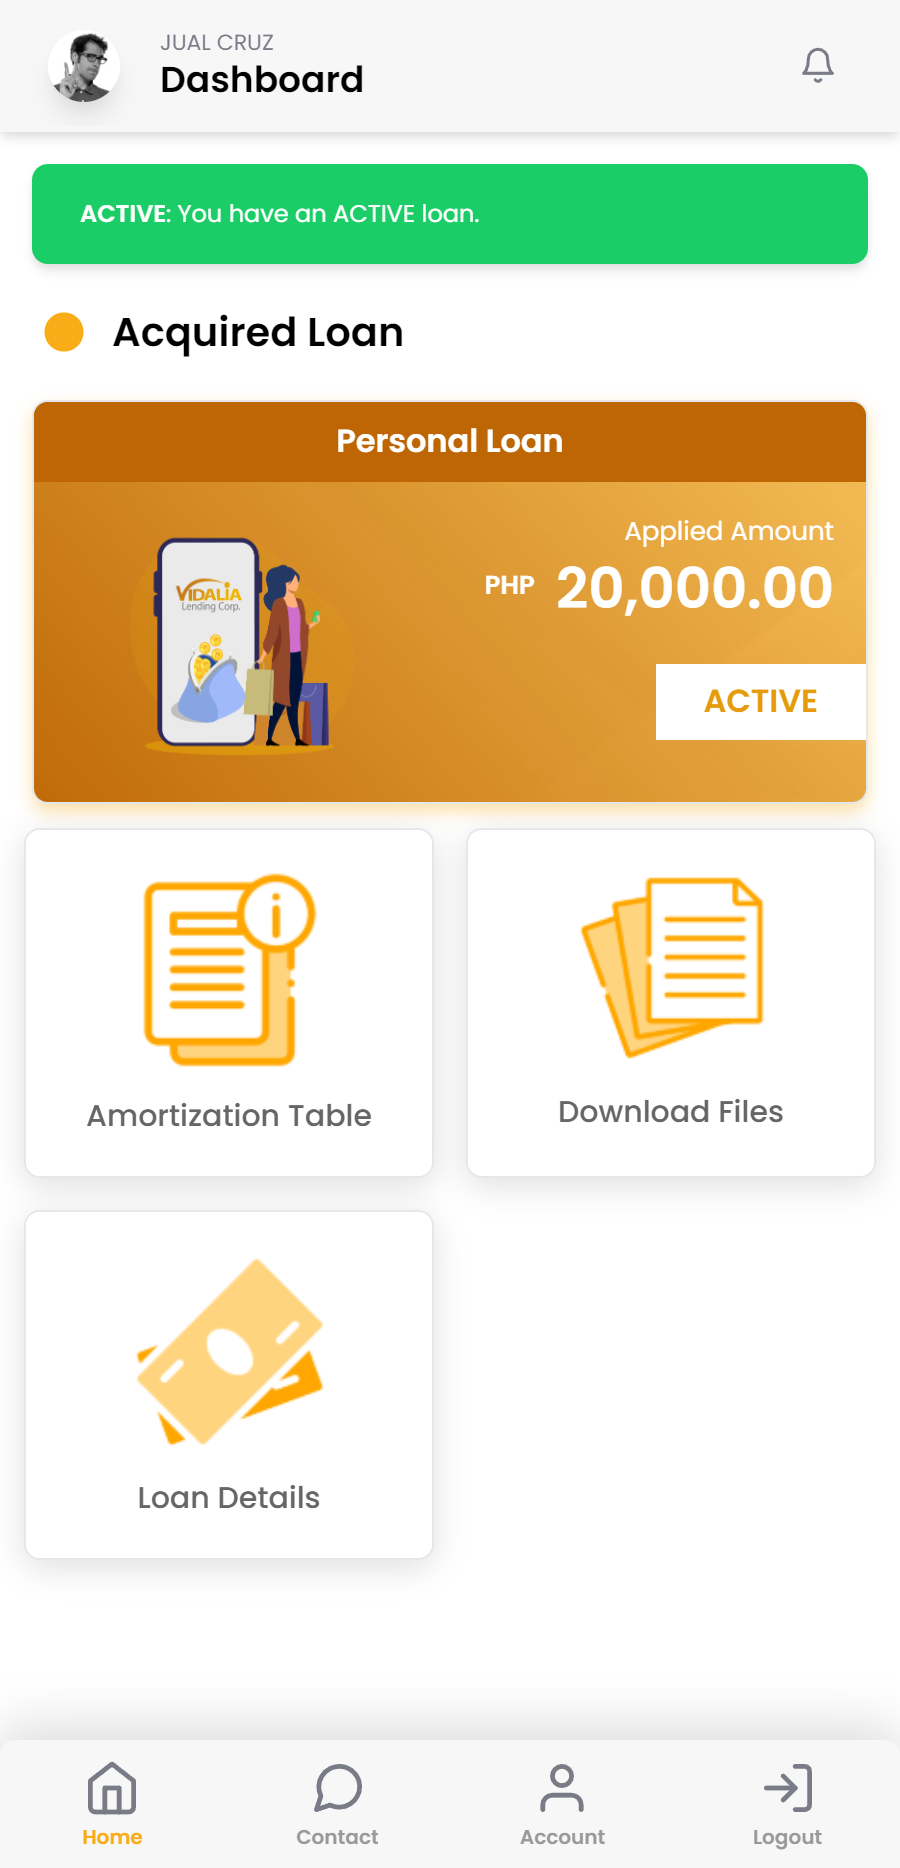 JUAL CRUZ
Dashboard
ACTIVE: You have an ACTIVE loan.
Acquired Loan
Personal Loan
VIDALIA
Lending Corp.
Applied Amount
PHP 20,000.00
ACTIVE
Amortization Table
Download Files
Loan Details
Home
Contact
Account
Logout